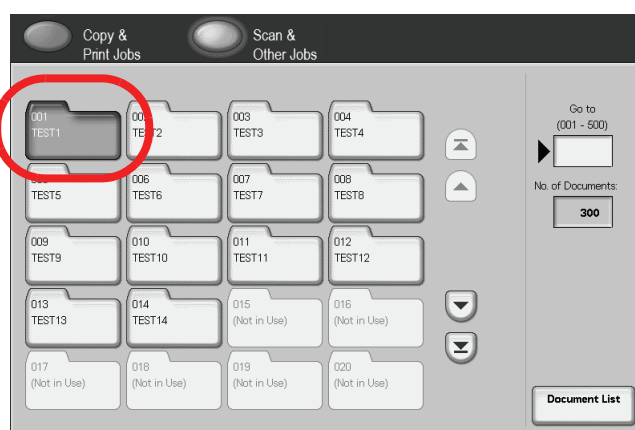 Copy &
Print Jobs
Scan &
Other Jobs
001
TEST1
TEST2
003
TEST3
004
TEST4
TEST5
006
TEST6
007
TEST7
008
TEST8
009
TEST9
010
TEST10
011
TEST11
012
TEST12
013
TEST13
014
TEST14
015
(Not in Use)
016
(Not in Use)
017
(Not in Use)
018
(Not in Use)
019
(Not in Use)
020
(Not in Use)
Go to
(001 - 500)
No. of Documents:
300
Document List